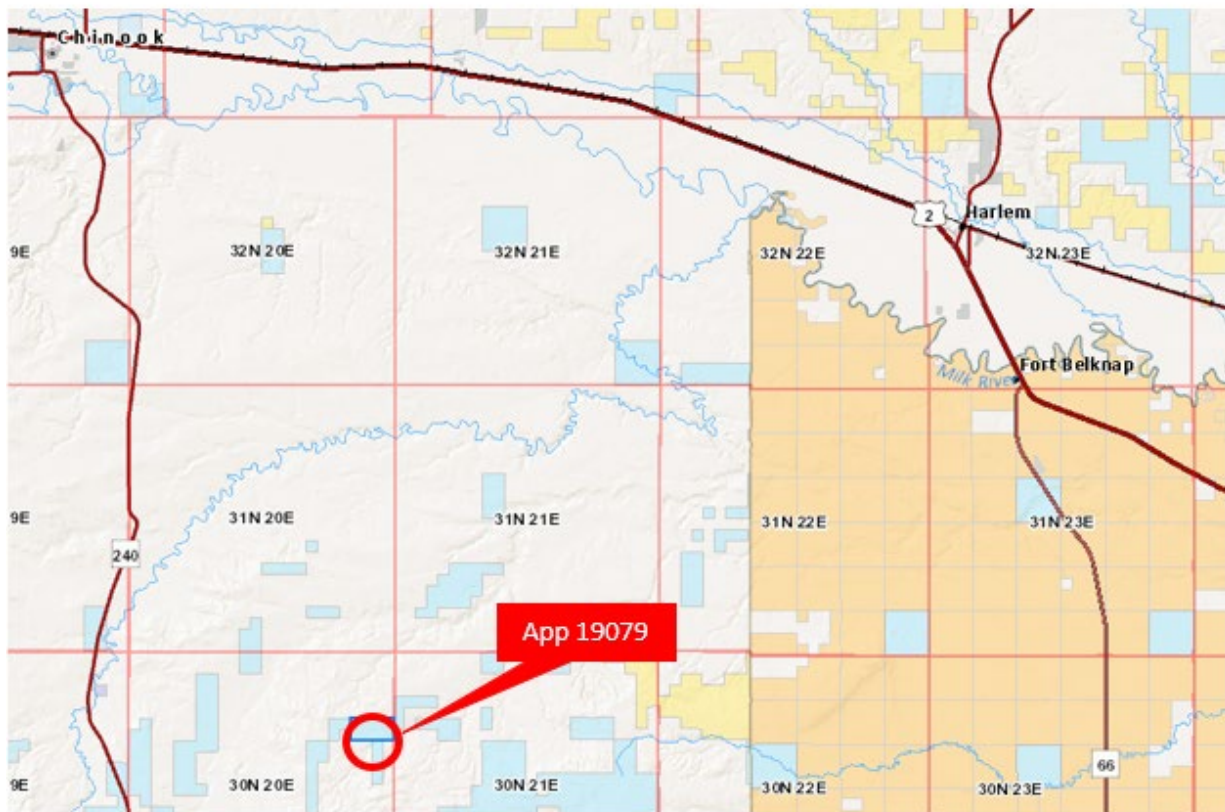 Chinook
2
Harlem
9E
32N 20E
32N 21E
32N 22E
32N 23E
Fort Belknap
Milk River
9E
31N 20E
31N 21E
31N 22E
31N 23E
240
App 19079
66
9E
30N 20E
30N 21E
30N 22E
30N 23E